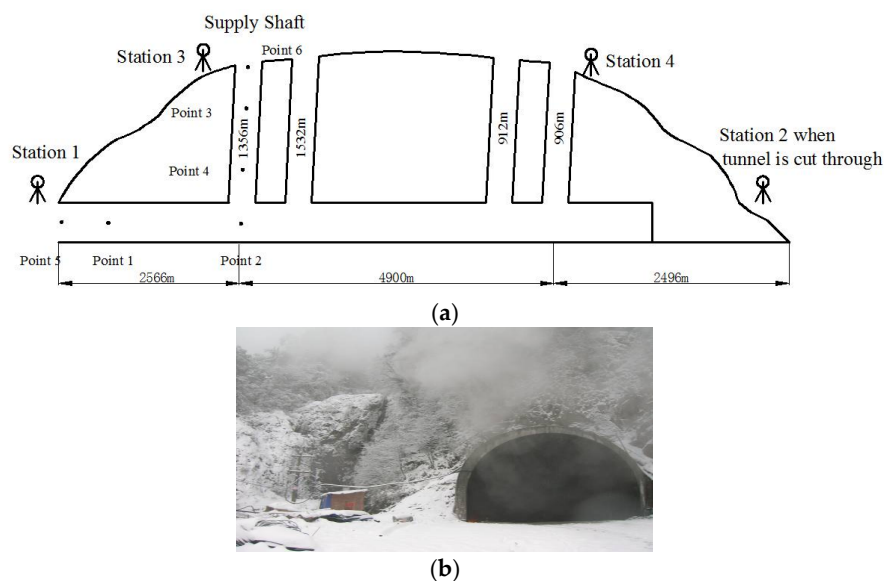 Supply Shaft
Station 3
Point 6
Station 4
Point 3
1356m
1532m
912m
906m
Station 2 when
tunnel is cut through
Station 1
Point 4
Point 5
Point 1
Point 2
2566m
4900m
2496m
(a)
(b)